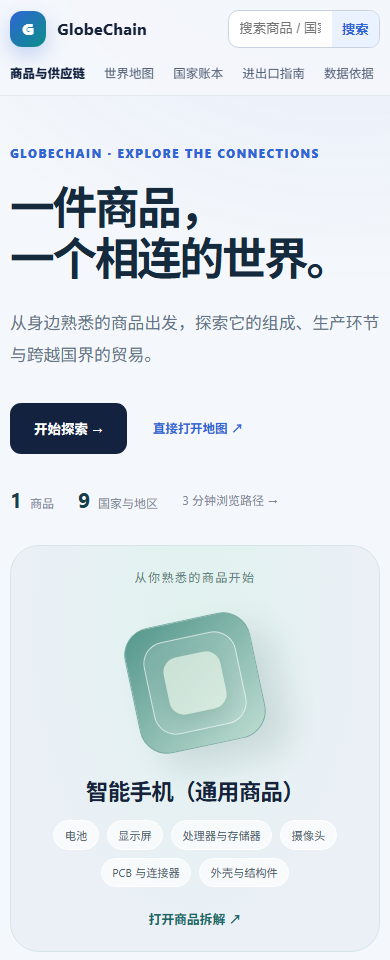 G GlobeChain 搜索商品 / 国 搜索
商品与供应链 世界地图 国家账本 进出口指南 数据依据
GLOBECHAIN · EXPLORE THE CONNECTIONS
一件商品，
一个相连的世界。
从身边熟悉的商品出发，探索它的组成、生产环节
与跨越国界的贸易。
开始探索 → 直接打开地图 ↗
1 商品 9 国家与地区 3 分钟浏览路径 →
从你熟悉的商品开始
智能手机（通用商品）
电池 显示屏 处理器与存储器 摄像头
PCB 与连接器 外壳与结构件
打开商品拆解 ↗